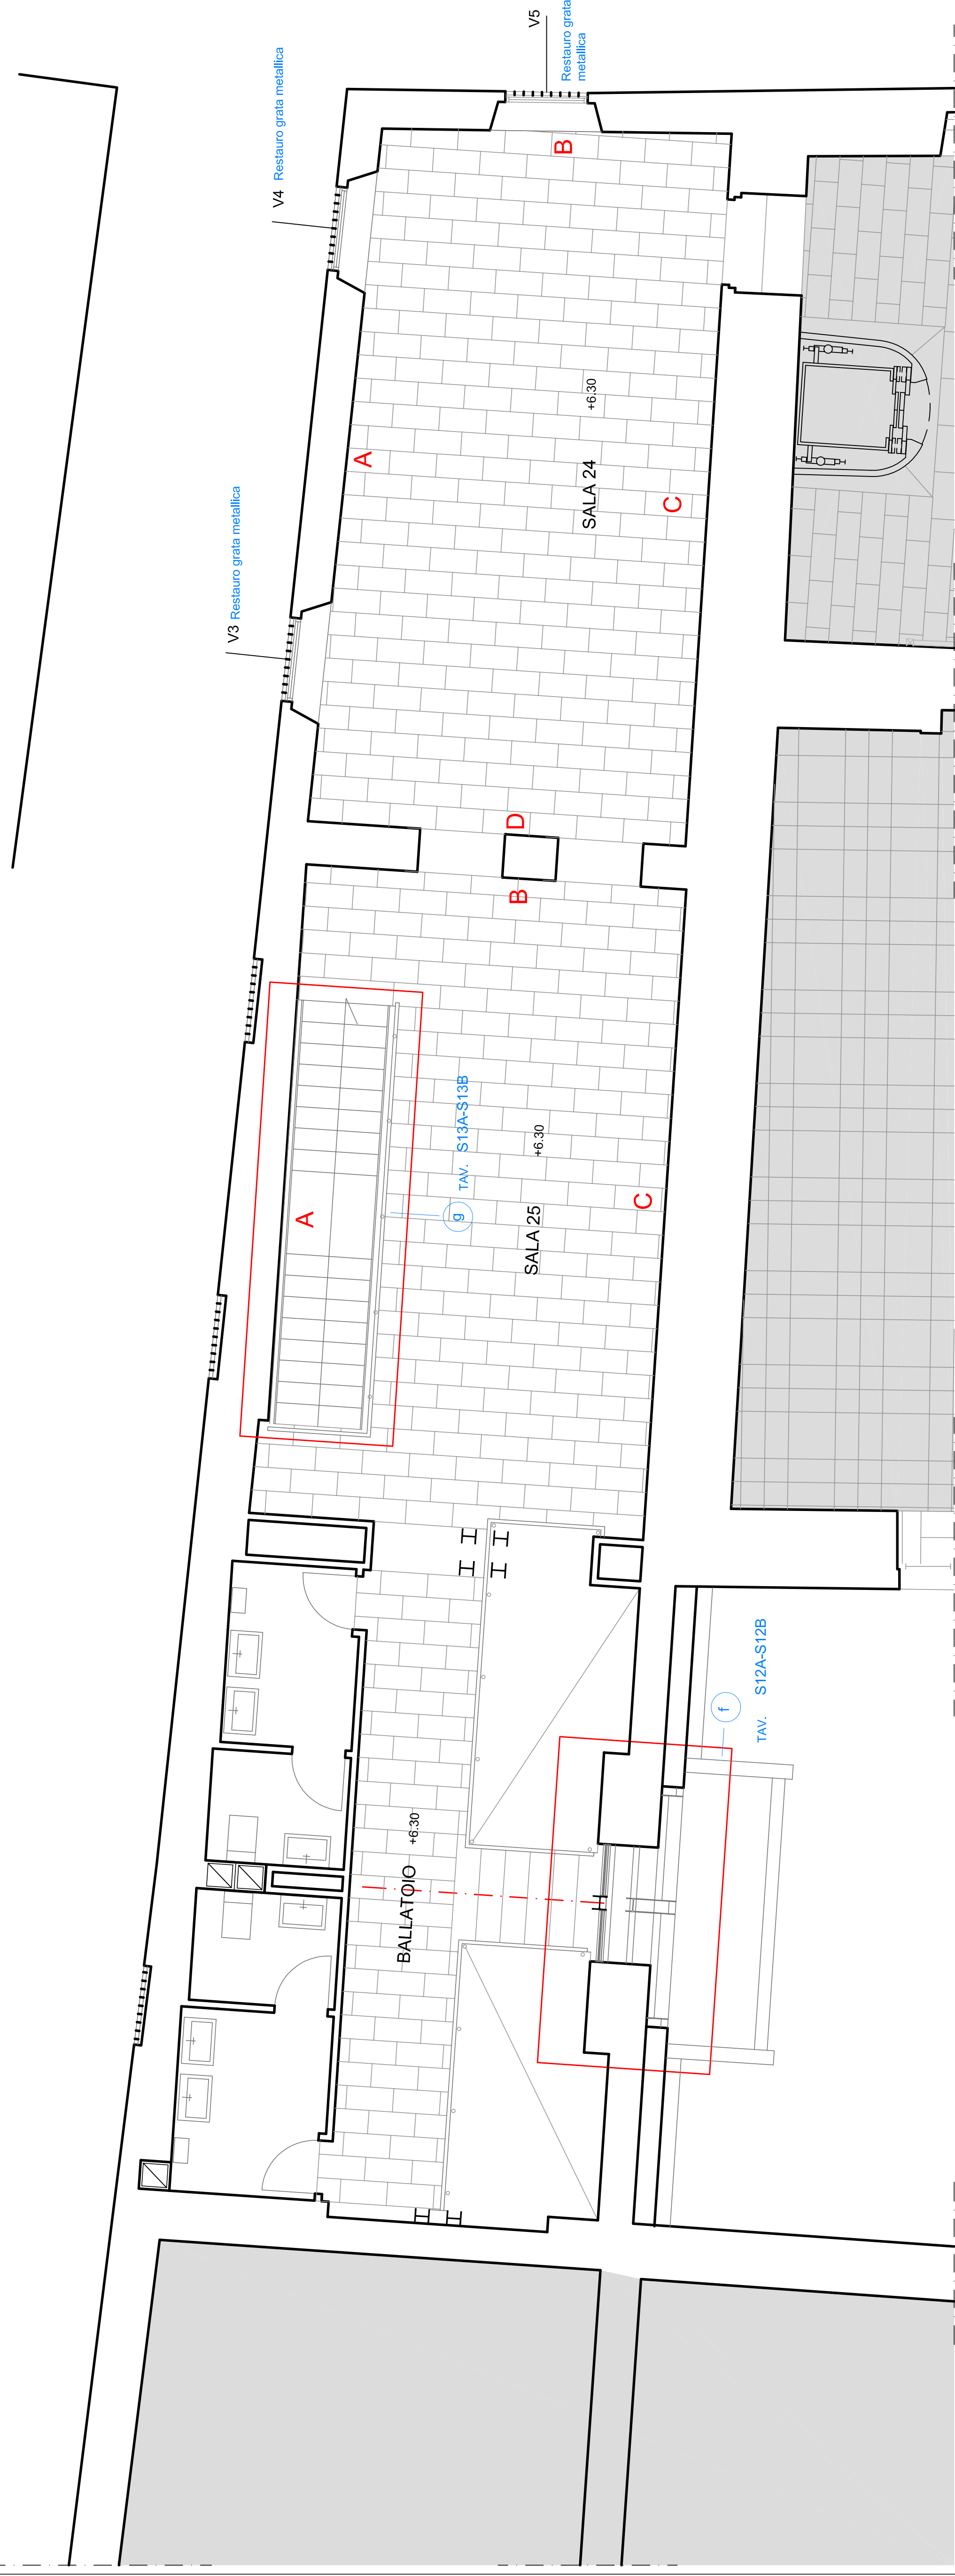 V5
Restauro grata
metallica
V4 Restauro grata metallica
B
V3 Restauro grata metallica
A
SALA 24
+6.30
C
D
B
A
g
TAV. S13A-S13B
SALA 25
+6.30
C
f
TAV. S12A-S12B
BALLATOIO
+6.30